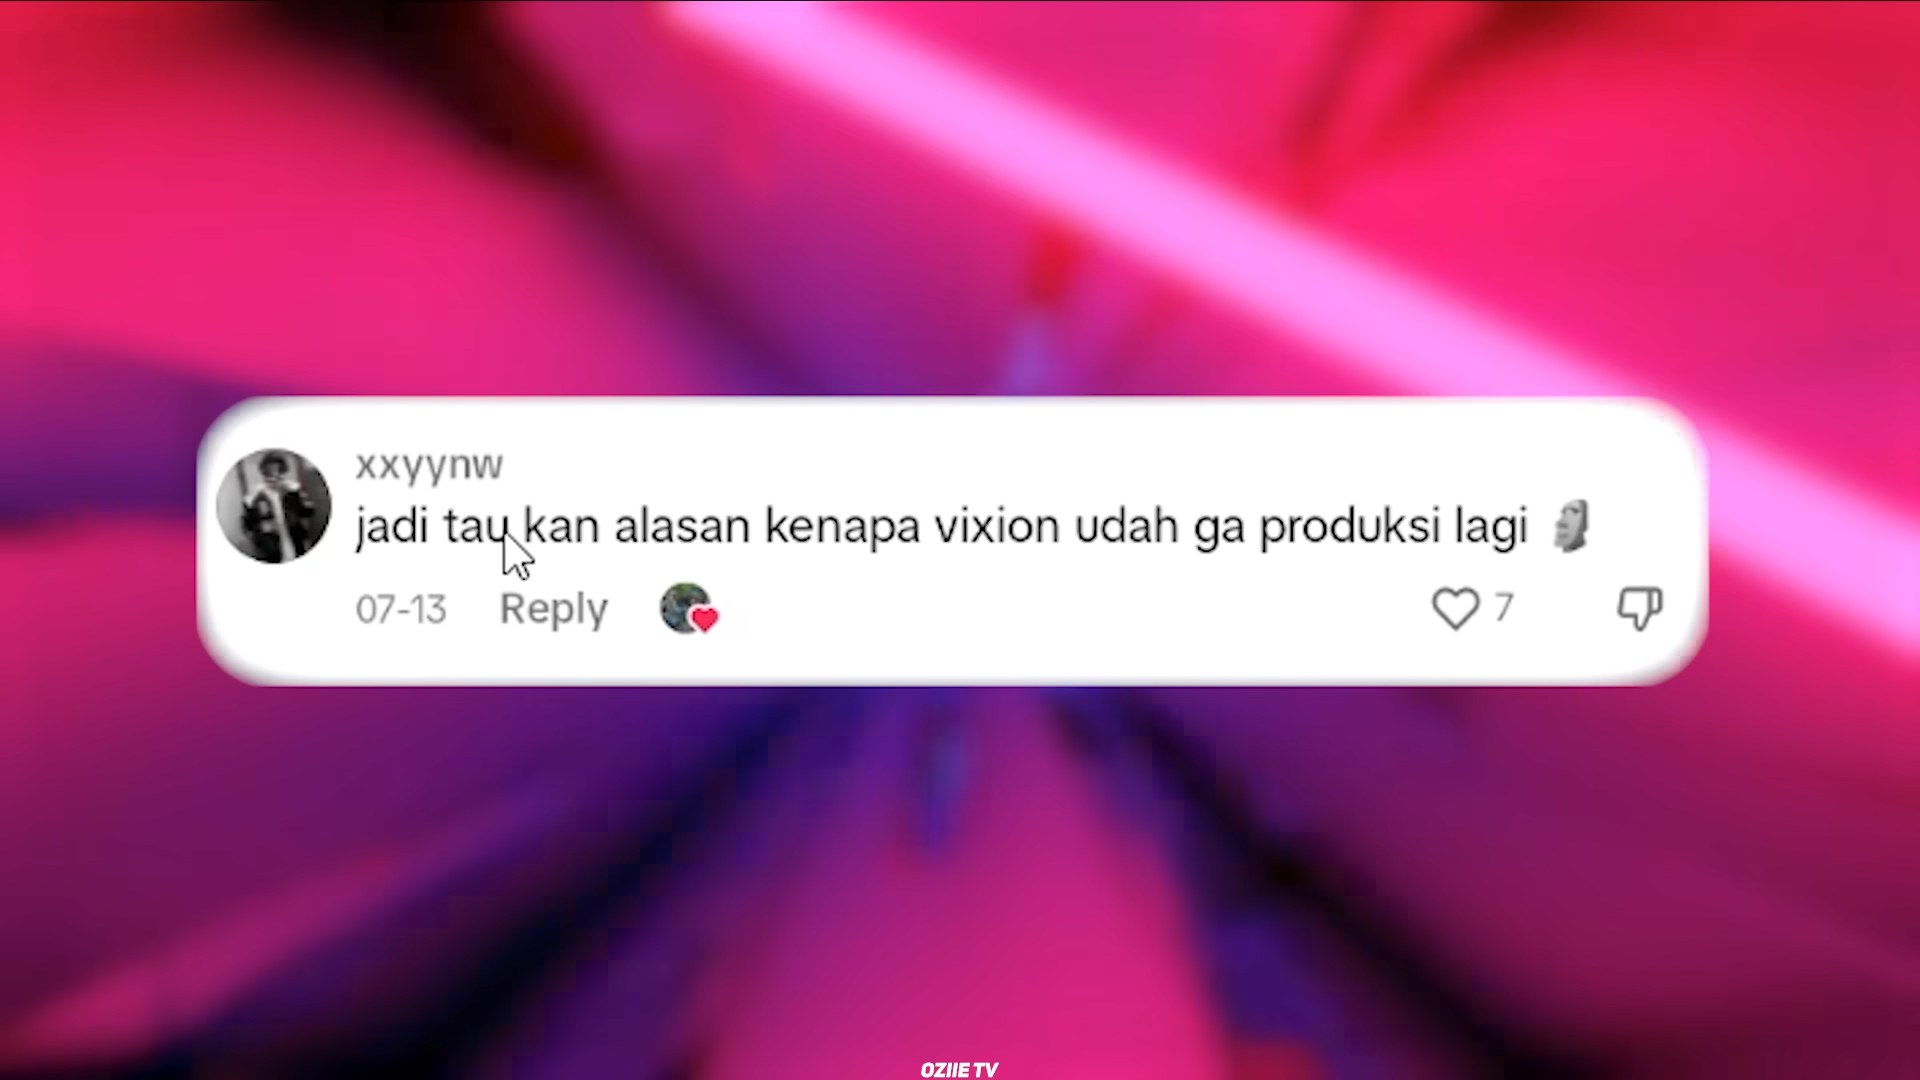 xxyynw
jadi tau kan alasan kenapa vixion udah ga produksi lagi 🗿
07-13 Reply 7
OZIIE TV